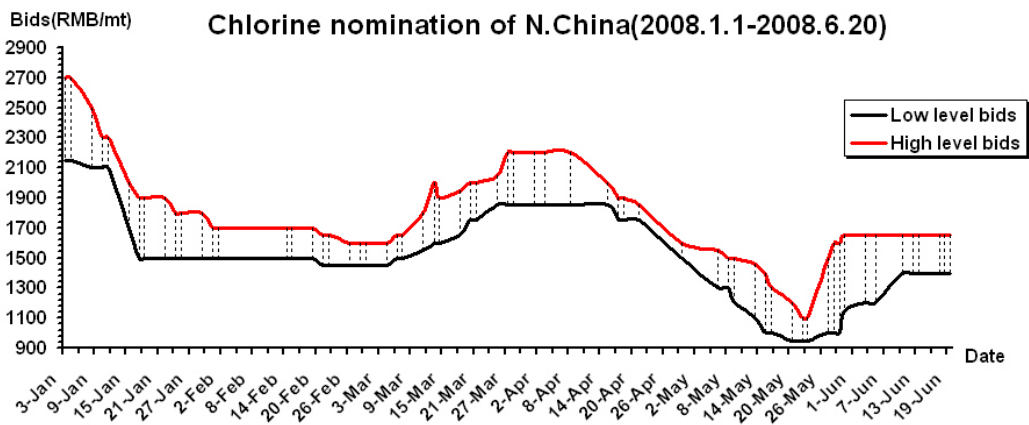 Bids(RMB/mt)
Chlorine nomination of N.China(2008.1.1-2008.6.20)
2900
2700
2500
2300
2100
1900
1700
1500
1300
1100
900
Low level bids
High level bids
Date
3-Jan
9-Jan
15-Jan
21-Jan
27-Jan
2-Feb
8-Feb
14-Feb
20-Feb
26-Feb
3-Mar
9-Mar
15-Mar
21-Mar
27-Mar
2-Apr
8-Apr
14-Apr
20-Apr
26-Apr
2-May
8-May
14-May
20-May
26-May
1-Jun
7-Jun
13-Jun
19-Jun